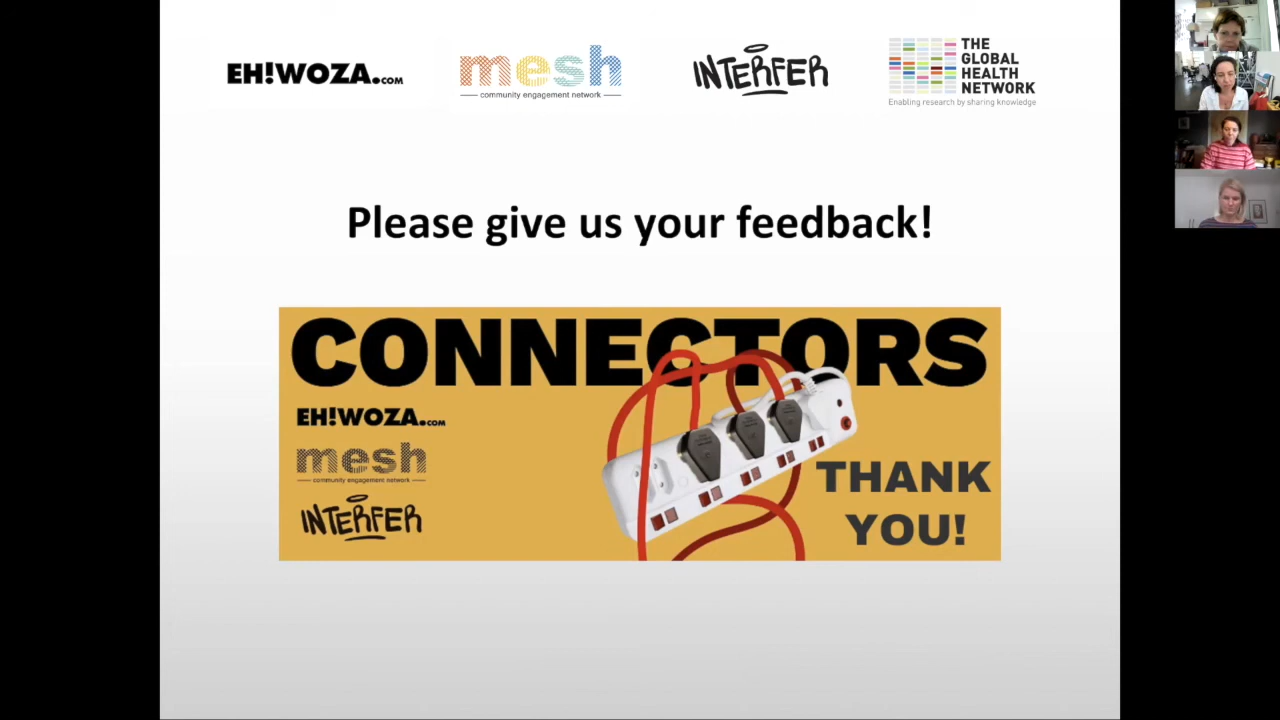 EH!WOZA.COM
mesh
community engagement network
INTERFER
THE
GLOBAL
HEALTH
NETWORK
Enabling research by sharing knowledge
Please give us your feedback!
CONNECTORS
EH!WOZA.COM
mesh
community engagement network
INTERFER
THANK
YOU!